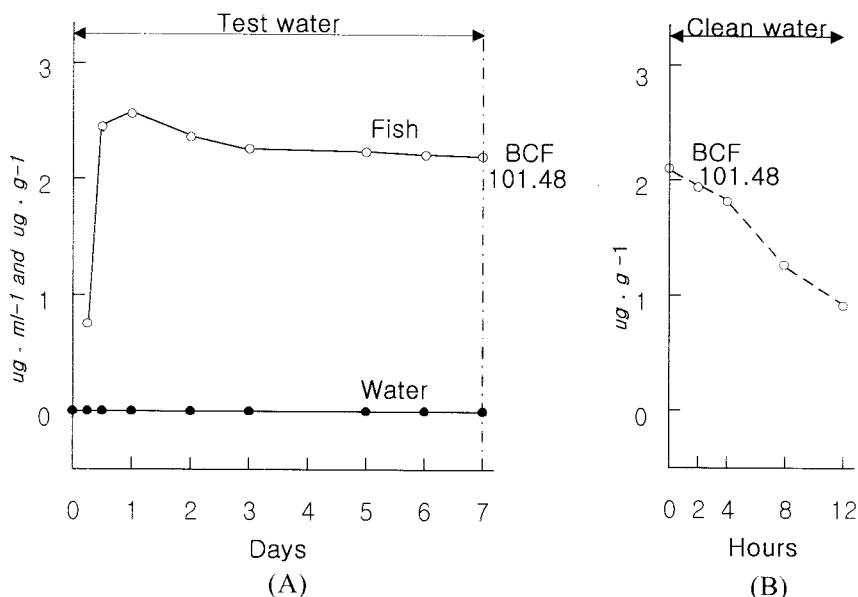 Test water
3
2
1
0
ug · ml-1 and ug · g-1
Fish
BCF
101.48
Water
0 1 2 3 4 5 6 7
Days
(A)
Clean water
3
2
1
0
ug · g-1
BCF
101.48
0 2 4 8 12
Hours
(B)